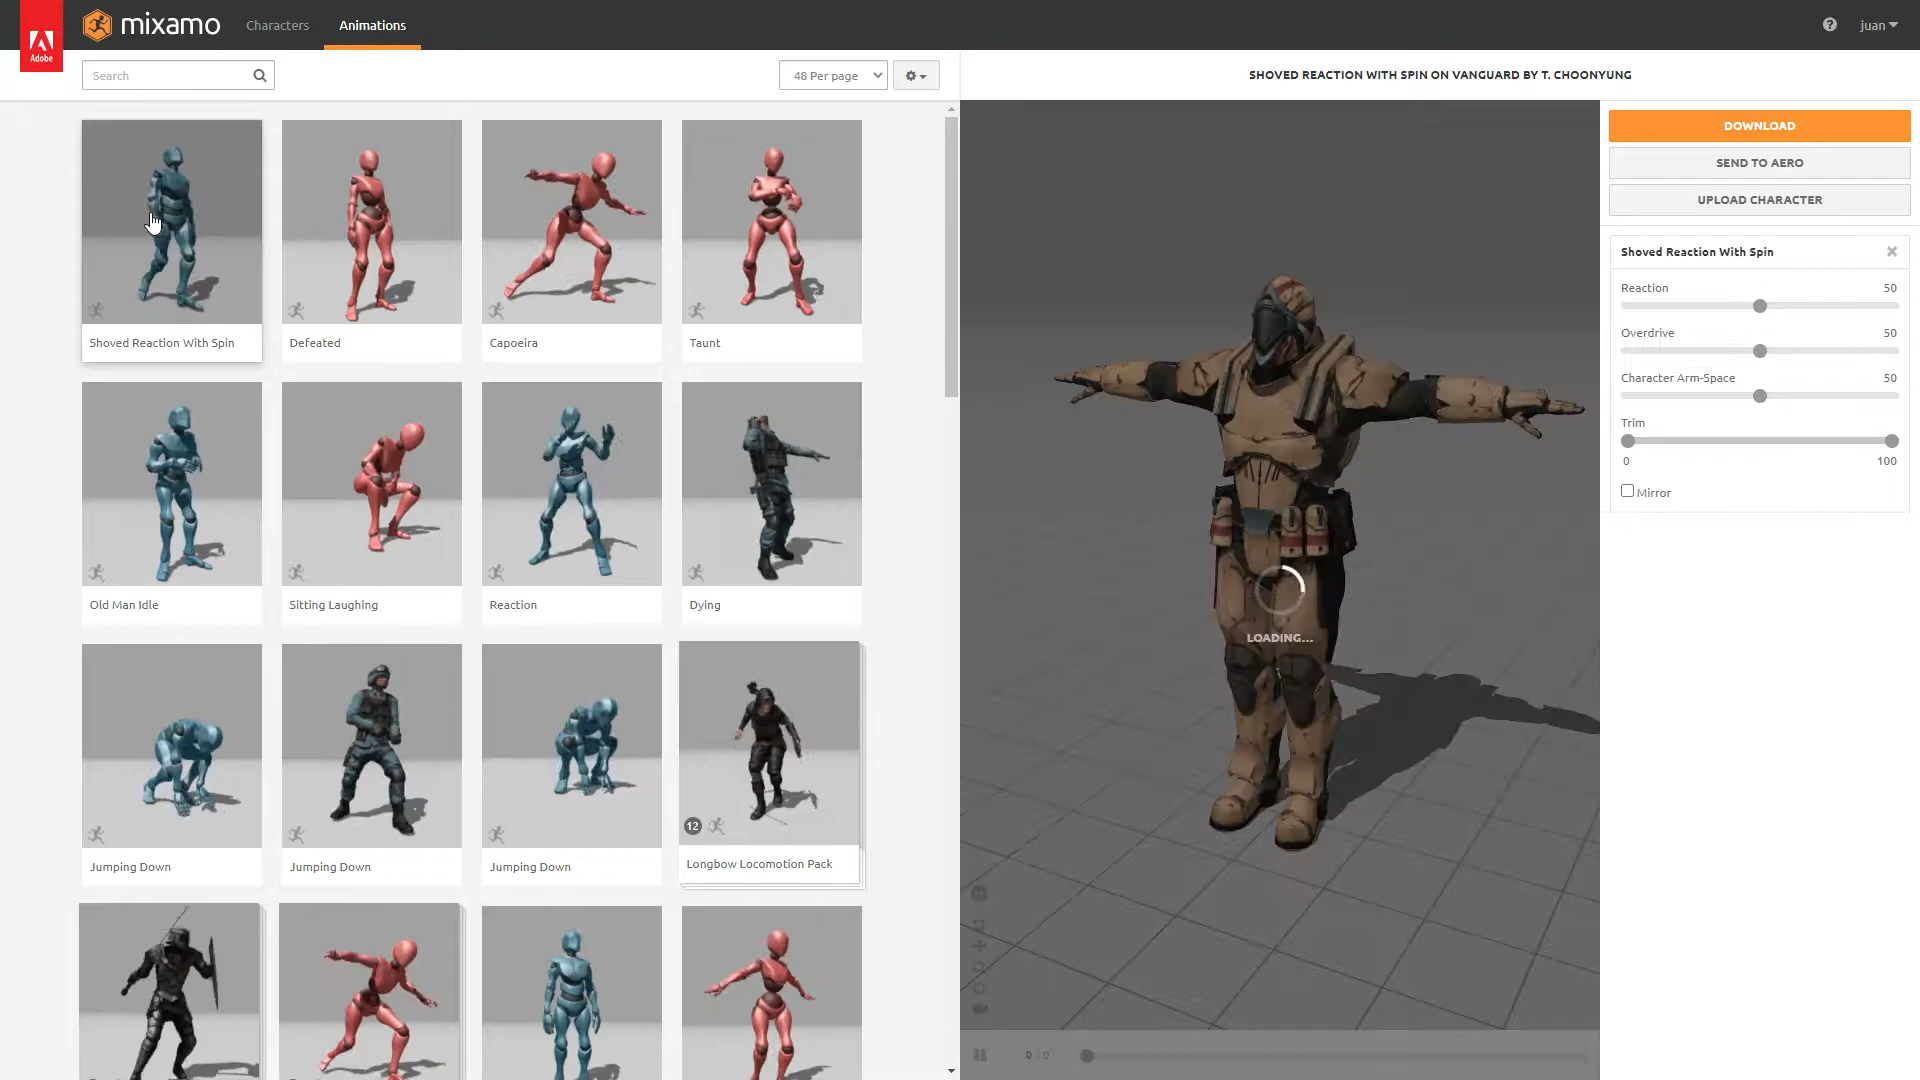 Adobe
mixamo
Characters
Animations
juan
Search
48 Per page
SHOVED REACTION WITH SPIN ON VANGUARD BY T. CHOONYUNG
DOWNLOAD
SEND TO AERO
UPLOAD CHARACTER
Shoved Reaction With Spin
Reaction 50
Overdrive 50
Character Arm-Space 50
Trim
0 100
Mirror
Shoved Reaction With Spin
Defeated
Capoeira
Taunt
Old Man Idle
Sitting Laughing
Reaction
Dying
Jumping Down
Jumping Down
Jumping Down
12
Longbow Locomotion Pack
LOADING...
0 / 0